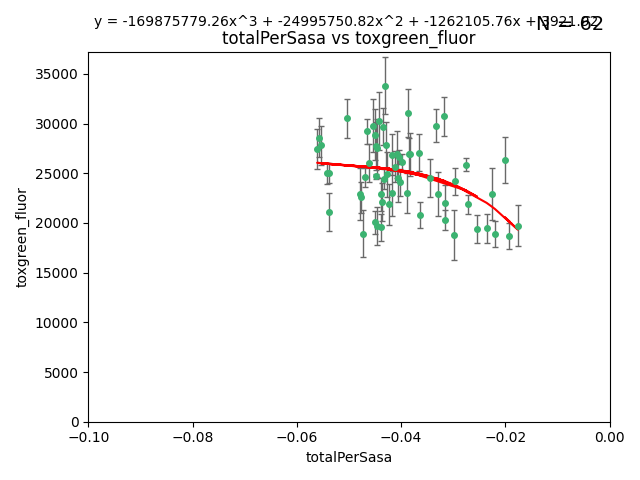 y = -169875779.26x^3 + -24995750.82x^2 + -1262105.76x +
N = 62
totalPerSasa vs toxgreen_fluor
35000
30000
25000
20000
15000
10000
5000
0
toxgreen_fluor
−0.10
−0.08
−0.06
−0.04
−0.02
0.00
totalPerSasa